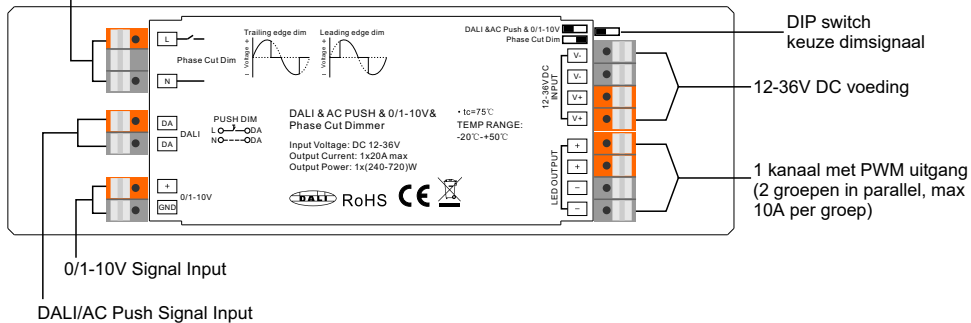 L
Phase Cut Dim
N
Trailing edge dim
Voltage +
−
Leading edge dim
Voltage +
−
DALI &AC Push & 0/1-10V
Phase Cut Dim
DIP switch
keuze dimsignaal
V-
V-
V+
V+
12-36V DC
INPUT
12-36V DC voeding
DA
DA
DALI
PUSH DIM
L DA
N DA
DALI & AC PUSH & 0/1-10V&
Phase Cut Dimmer
Input Voltage: DC 12-36V
Output Current: 1x20A max
Output Power: 1x(240-720)W
• tc=75℃
TEMP RANGE:
-20℃-+50℃
+
+
−
−
LED OUTPUT
1 kanaal met PWM uitgang
(2 groepen in parallel, max
10A per groep)
+
GND
0/1-10V
DALI
RoHS
CE
0/1-10V Signal Input
DALI/AC Push Signal Input